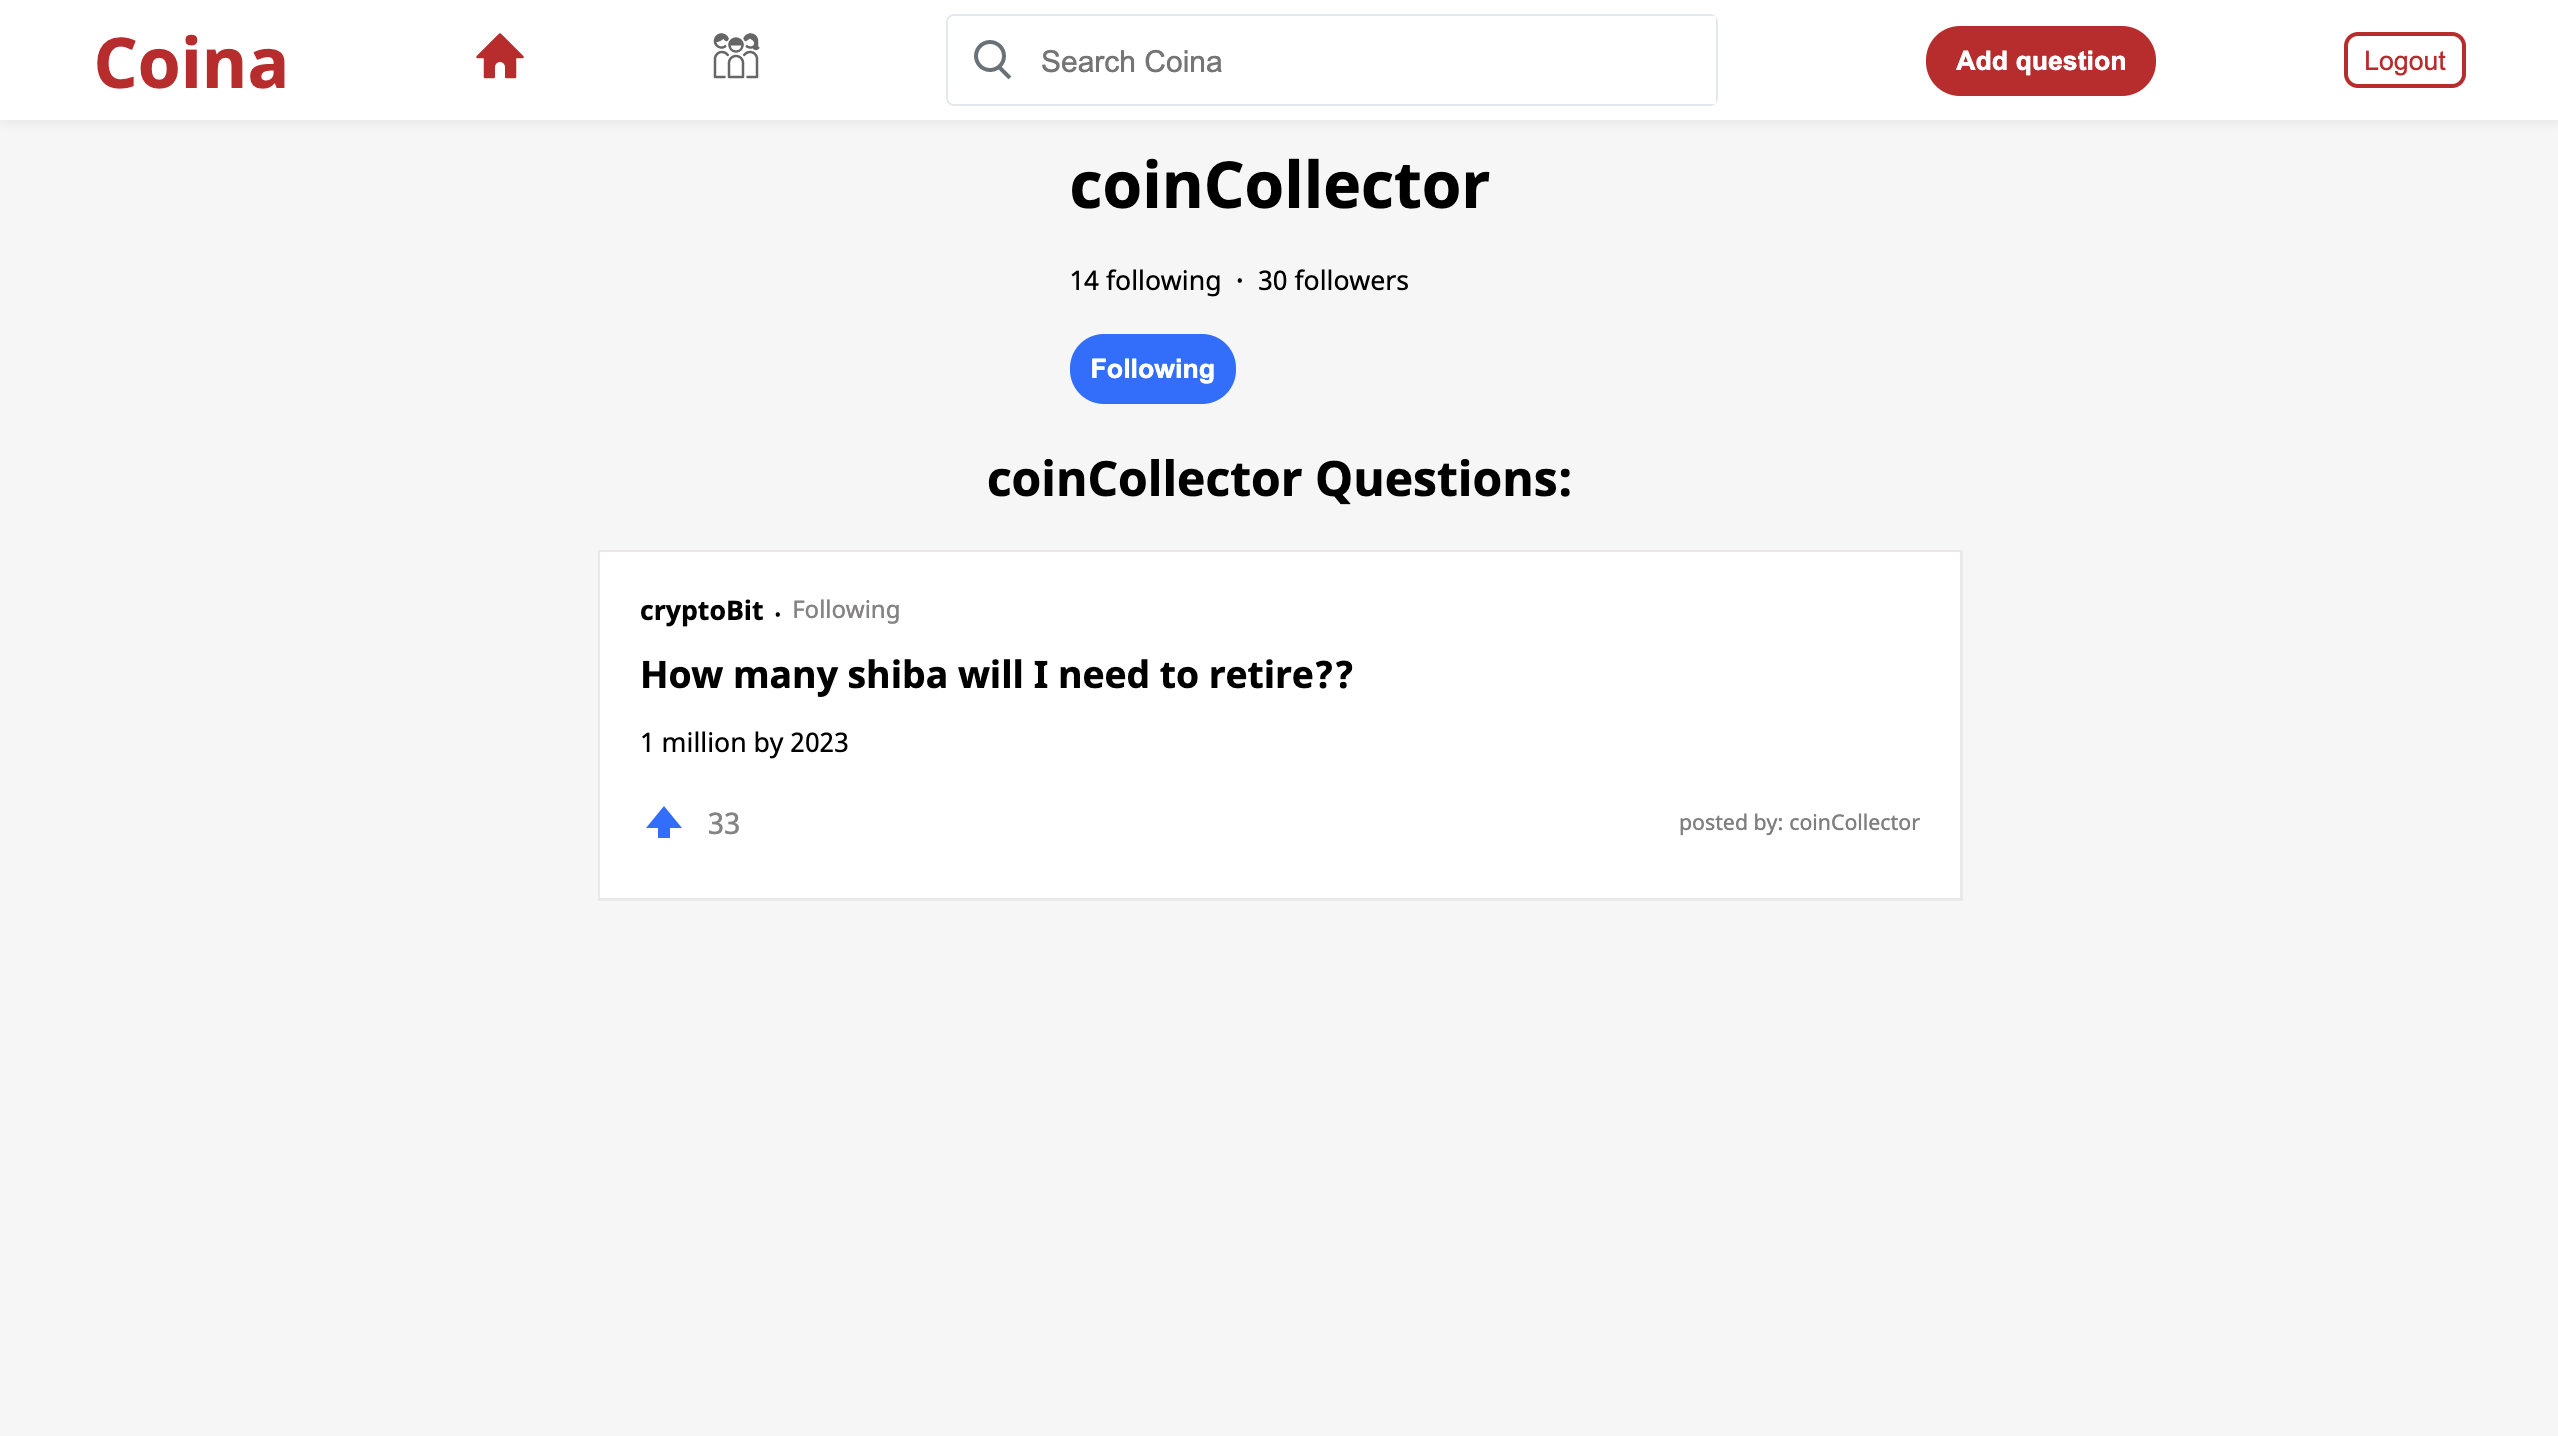 Coina
Search Coina
Add question
Logout
coinCollector
14 following · 30 followers
Following
coinCollector Questions:
cryptoBit . Following
How many shiba will I need to retire??
1 million by 2023
33
posted by: coinCollector